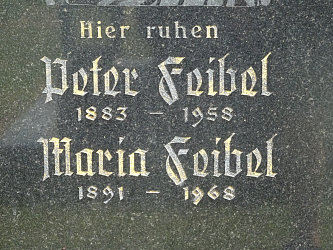 Hier ruhen
Peter Feibel
1883 – 1958
Maria Feibel
1891 – 1968